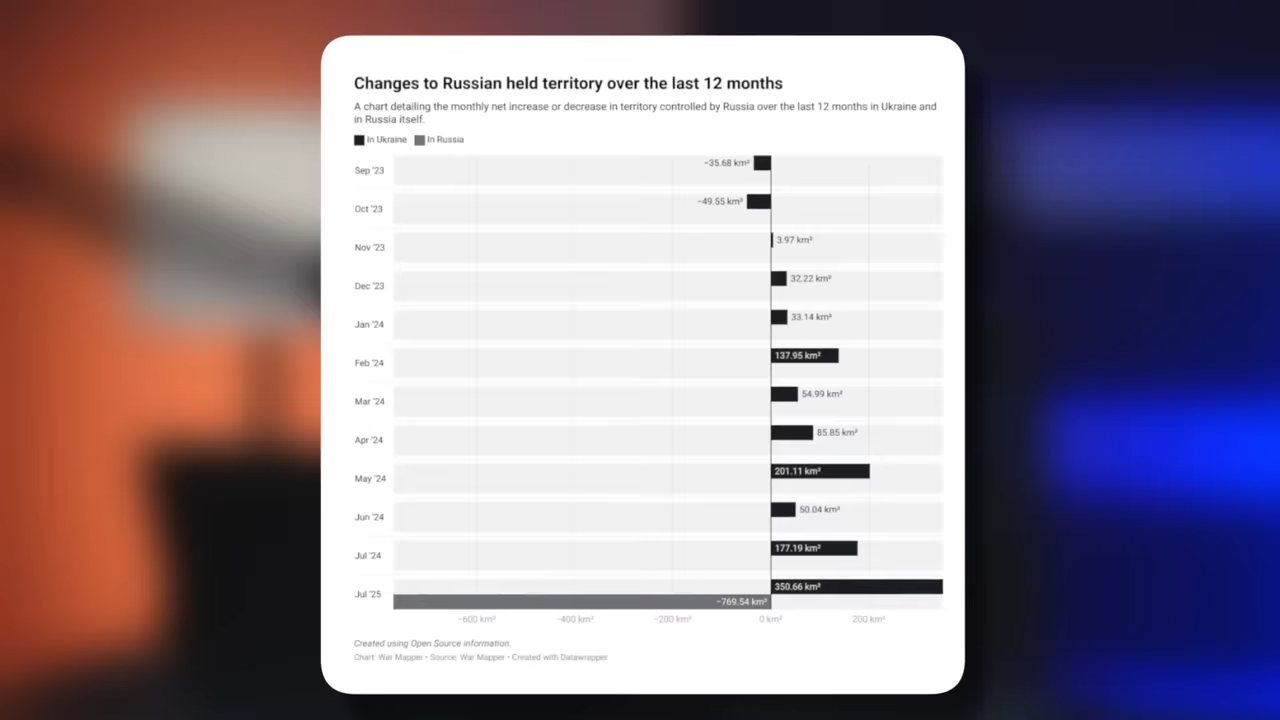 Changes to Russian held territory over the last 12 months
A chart detailing the monthly net increase or decrease in territory controlled by Russia over the last 12 months in Ukraine and
in Russia itself.
In Ukraine In Russia
Sep '23 −35.68 km²
Oct '23 −49.55 km²
Nov '23 3.97 km²
Dec '23 32.22 km²
Jan '24 33.14 km²
Feb '24 137.95 km²
Mar '24 54.99 km²
Apr '24 85.85 km²
May '24 201.11 km²
Jun '24 50.04 km²
Jul '24 177.19 km²
Jul '25 350.66 km²
−769.54 km²
−600 km² −400 km² −200 km² 0 km² 200 km²
Created using Open Source information.
Chart: War Mapper • Source: War Mapper • Created with Datawrapper